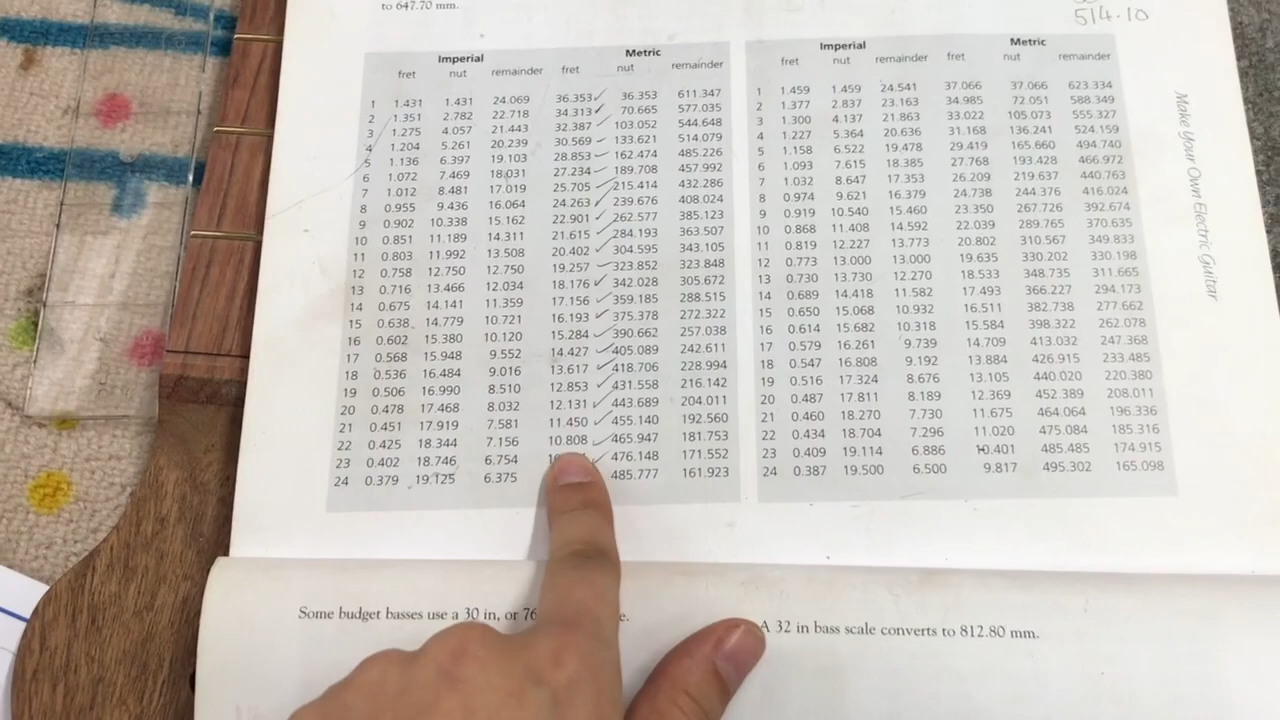 to 647.70 mm.
514.10
Imperial Metric
fret nut remainder fret nut remainder
1 1.431 1.431 24.069 36.353✓ 36.353 611.347
2 1.351 2.782 22.718 34.313✓ 70.665 577.035
3 1.275 4.057 21.443 32.387 ✓ 103.052 544.648
4 1.204 5.261 20.239 30.569 ✓ 133.621 514.079
5 1.136 6.397 19.103 28.853 ✓ 162.474 485.226
6 1.072 7.469 18.031 27.234 ✓ 189.708 457.992
7 1.012 8.481 17.019 25.705 ✓ 215.414 432.286
8 0.955 9.436 16.064 24.263 ✓ 239.676 408.024
9 0.902 10.338 15.162 22.901 ✓ 262.577 385.123
10 0.851 11.189 14.311 21.615 ✓ 284.193 363.507
11 0.803 11.992 13.508 20.402 ✓ 304.595 343.105
12 0.758 12.750 12.750 19.257 ✓ 323.852 323.848
13 0.716 13.466 12.034 18.176 ✓ 342.028 305.672
14 0.675 14.141 11.359 17.156 ✓ 359.185 288.515
15 0.638 14.779 10.721 16.193 ✓ 375.378 272.322
16 0.602 15.380 10.120 15.284 ✓ 390.662 257.038
17 0.568 15.948 9.552 14.427 ✓ 405.089 242.611
18 0.536 16.484 9.016 13.617 ✓ 418.706 228.994
19 0.506 16.990 8.510 12.853 ✓ 431.558 216.142
20 0.478 17.468 8.032 12.131 ✓ 443.689 204.011
21 0.451 17.919 7.581 11.450 ✓ 455.140 192.560
22 0.425 18.344 7.156 10.808 ✓ 465.947 181.753
23 0.402 18.746 6.754 ✓ 476.148 171.552
24 0.379 19.125 6.375 485.777 161.923
Imperial Metric
fret nut remainder fret nut remainder
1 1.459 1.459 24.541 37.066 37.066 623.334
2 1.377 2.837 23.163 34.985 72.051 588.349
3 1.300 4.137 21.863 33.022 105.073 555.327
4 1.227 5.364 20.636 31.168 136.241 524.159
5 1.158 6.522 19.478 29.419 165.660 494.740
6 1.093 7.615 18.385 27.768 193.428 466.972
7 1.032 8.647 17.353 26.209 219.637 440.763
8 0.974 9.621 16.379 24.738 244.376 416.024
9 0.919 10.540 15.460 23.350 267.726 392.674
10 0.868 11.408 14.592 22.039 289.765 370.635
11 0.819 12.227 13.773 20.802 310.567 349.833
12 0.773 13.000 13.000 19.635 330.202 330.198
13 0.730 13.730 12.270 18.533 348.735 311.665
14 0.689 14.418 11.582 17.493 366.227 294.173
15 0.650 15.068 10.932 16.511 382.738 277.662
16 0.614 15.682 10.318 15.584 398.322 262.078
17 0.579 16.261 9.739 14.709 413.032 247.368
18 0.547 16.808 9.192 13.884 426.915 233.485
19 0.516 17.324 8.676 13.105 440.020 220.380
20 0.487 17.811 8.189 12.369 452.389 208.011
21 0.460 18.270 7.730 11.675 464.064 196.336
22 0.434 18.704 7.296 11.020 475.084 185.316
23 0.409 19.114 6.886 10.401 485.485 174.915
24 0.387 19.500 6.500 9.817 495.302 165.098
Make Your Own Electric Guitar
Some budget basses use a 30 in, or 76
A 32 in bass scale converts to 812.80 mm.